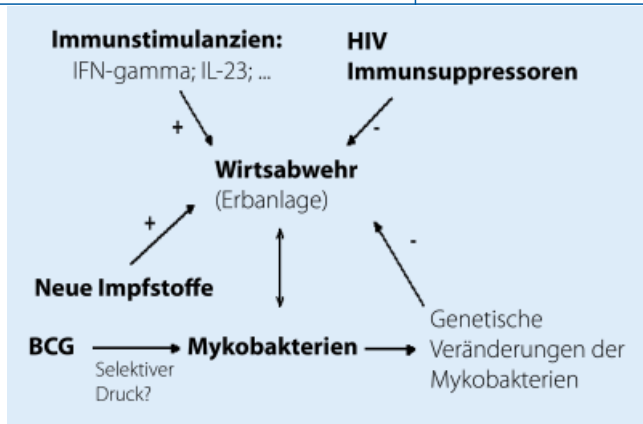 Immunstimulanzien:
IFN-gamma; IL-23; ...
HIV
Immunsuppressoren
+
-
Wirtsabwehr
(Erbanlage)
+
-
Neue Impfstoffe
BCG
Selektiver
Druck?
Mykobakterien
Genetische
Veränderungen der
Mykobakterien